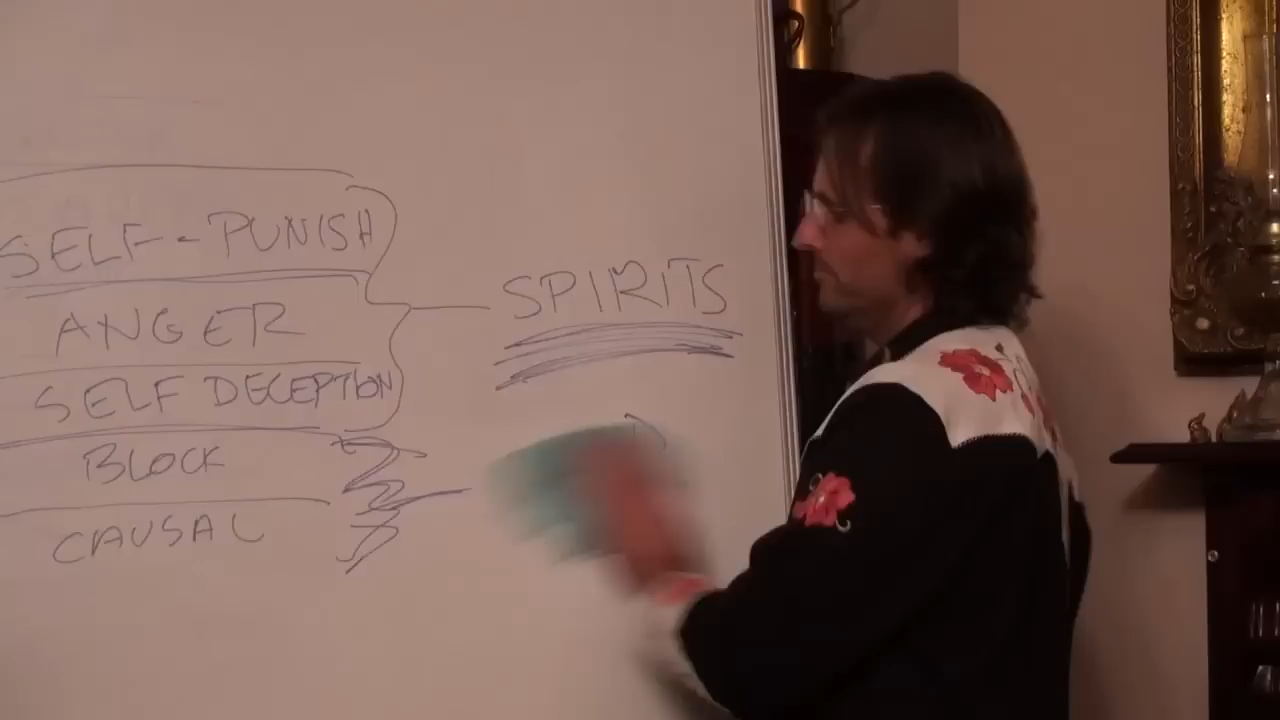 SELF-PUNISH
ANGER
SELF DECEPTION
BLOCK
CAUSAL
SPIRITS